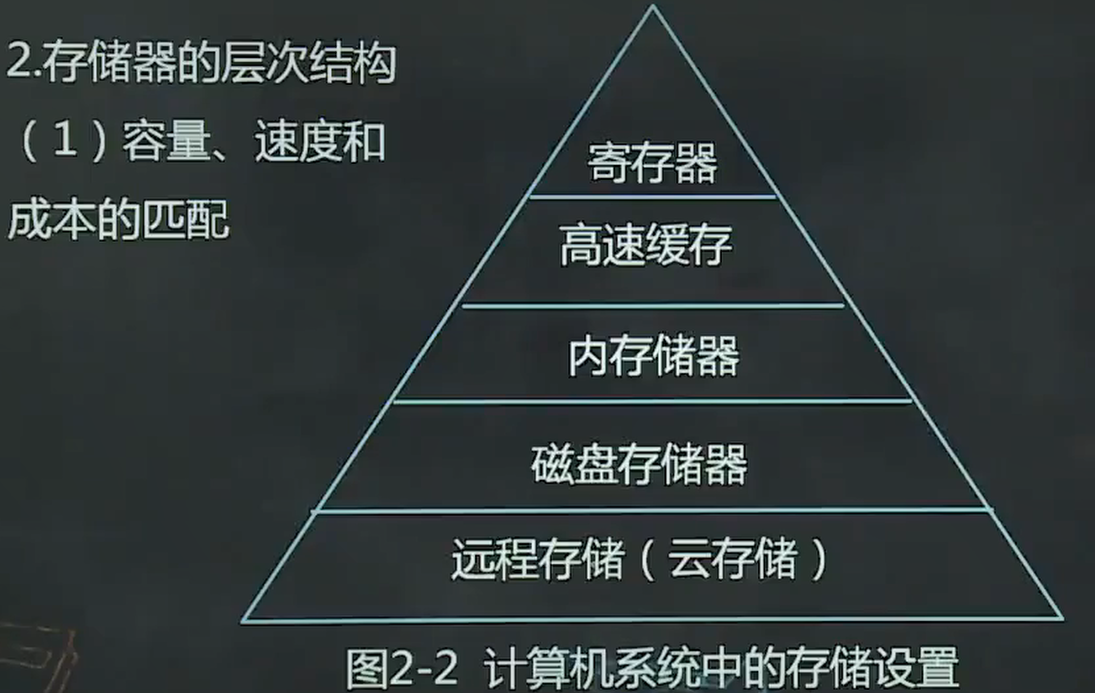 2.存储器的层次结构
（1）容量、速度和
成本的匹配
寄存器
高速缓存
内存储器
磁盘存储器
远程存储（云存储）
图2-2 计算机系统中的存储设置